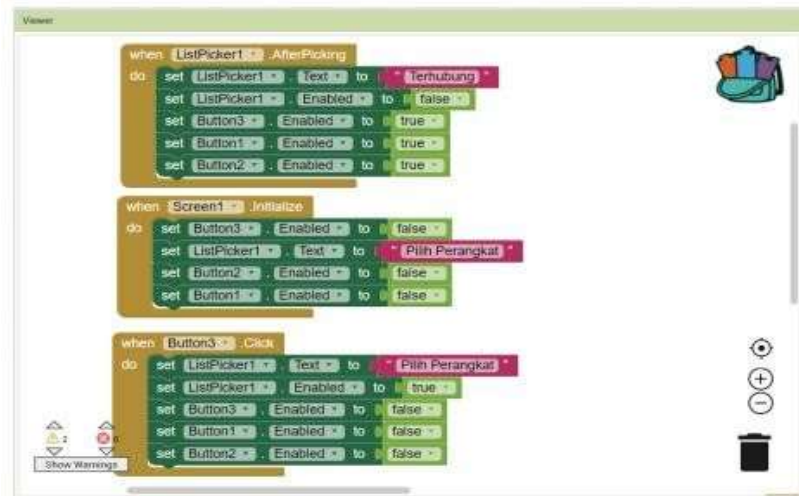 Viewer
when ListPicker1 .AfterPicking
do set ListPicker1 . Text to " Terhubung "
set ListPicker1 . Enabled to false
set Button3 . Enabled to true
set Button1 . Enabled to true
set Button2 . Enabled to true
when Screen1 .Initialize
do set Button3 . Enabled to false
set ListPicker1 . Text to " Pilih Perangkat "
set Button2 . Enabled to false
set Button1 . Enabled to false
when Button3 .Click
do set ListPicker1 . Text to " Pilih Perangkat "
set ListPicker1 . Enabled to true
set Button3 . Enabled to false
set Button1 . Enabled to false
set Button2 . Enabled to false
2
Show Warnings